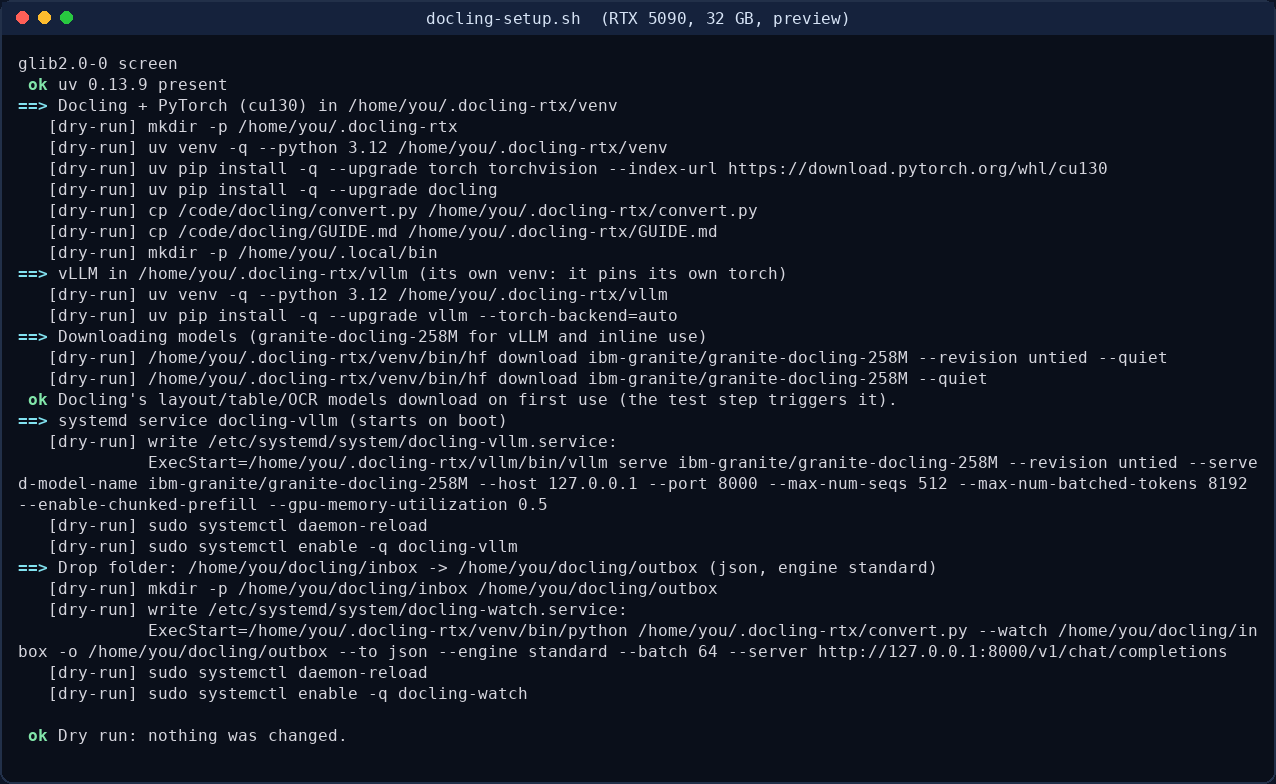 docling-setup.sh  (RTX 5090, 32 GB, preview)
glib2.0-0 screen
 ok uv 0.13.9 present
==> Docling + PyTorch (cu130) in /home/you/.docling-rtx/venv
   [dry-run] mkdir -p /home/you/.docling-rtx
   [dry-run] uv venv -q --python 3.12 /home/you/.docling-rtx/venv
   [dry-run] uv pip install -q --upgrade torch torchvision --index-url https://download.pytorch.org/whl/cu130
   [dry-run] uv pip install -q --upgrade docling
   [dry-run] cp /code/docling/convert.py /home/you/.docling-rtx/convert.py
   [dry-run] cp /code/docling/GUIDE.md /home/you/.docling-rtx/GUIDE.md
   [dry-run] mkdir -p /home/you/.local/bin
==> vLLM in /home/you/.docling-rtx/vllm (its own venv: it pins its own torch)
   [dry-run] uv venv -q --python 3.12 /home/you/.docling-rtx/vllm
   [dry-run] uv pip install -q --upgrade vllm --torch-backend=auto
==> Downloading models (granite-docling-258M for vLLM and inline use)
   [dry-run] /home/you/.docling-rtx/venv/bin/hf download ibm-granite/granite-docling-258M --revision untied --quiet
   [dry-run] /home/you/.docling-rtx/venv/bin/hf download ibm-granite/granite-docling-258M --quiet
 ok Docling's layout/table/OCR models download on first use (the test step triggers it).
==> systemd service docling-vllm (starts on boot)
   [dry-run] write /etc/systemd/system/docling-vllm.service:
             ExecStart=/home/you/.docling-rtx/vllm/bin/vllm serve ibm-granite/granite-docling-258M --revision untied --serve
d-model-name ibm-granite/granite-docling-258M --host 127.0.0.1 --port 8000 --max-num-seqs 512 --max-num-batched-tokens 8192
--enable-chunked-prefill --gpu-memory-utilization 0.5
   [dry-run] sudo systemctl daemon-reload
   [dry-run] sudo systemctl enable -q docling-vllm
==> Drop folder: /home/you/docling/inbox -> /home/you/docling/outbox (json, engine standard)
   [dry-run] mkdir -p /home/you/docling/inbox /home/you/docling/outbox
   [dry-run] write /etc/systemd/system/docling-watch.service:
             ExecStart=/home/you/.docling-rtx/venv/bin/python /home/you/.docling-rtx/convert.py --watch /home/you/docling/in
box -o /home/you/docling/outbox --to json --engine standard --batch 64 --server http://127.0.0.1:8000/v1/chat/completions
   [dry-run] sudo systemctl daemon-reload
   [dry-run] sudo systemctl enable -q docling-watch
 ok Dry run: nothing was changed.